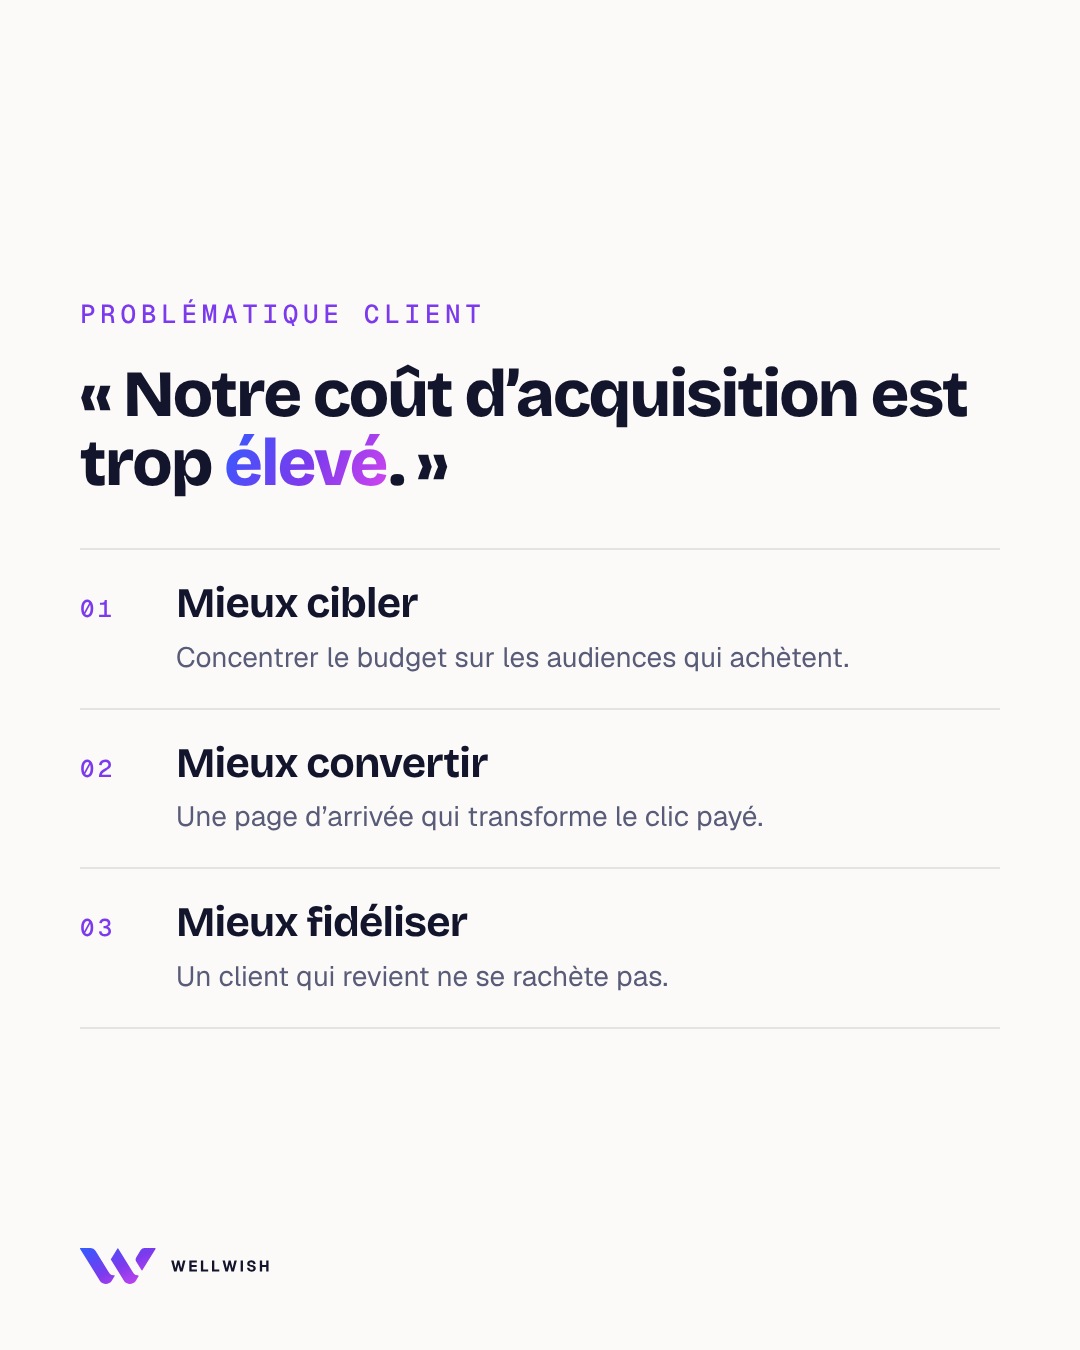 PROBLÉMATIQUE CLIENT
« Notre coût d’acquisition est
trop élevé. »
01
Mieux cibler
Concentrer le budget sur les audiences qui achètent.
02
Mieux convertir
Une page d’arrivée qui transforme le clic payé.
03
Mieux fidéliser
Un client qui revient ne se rachète pas.
WELLWISH